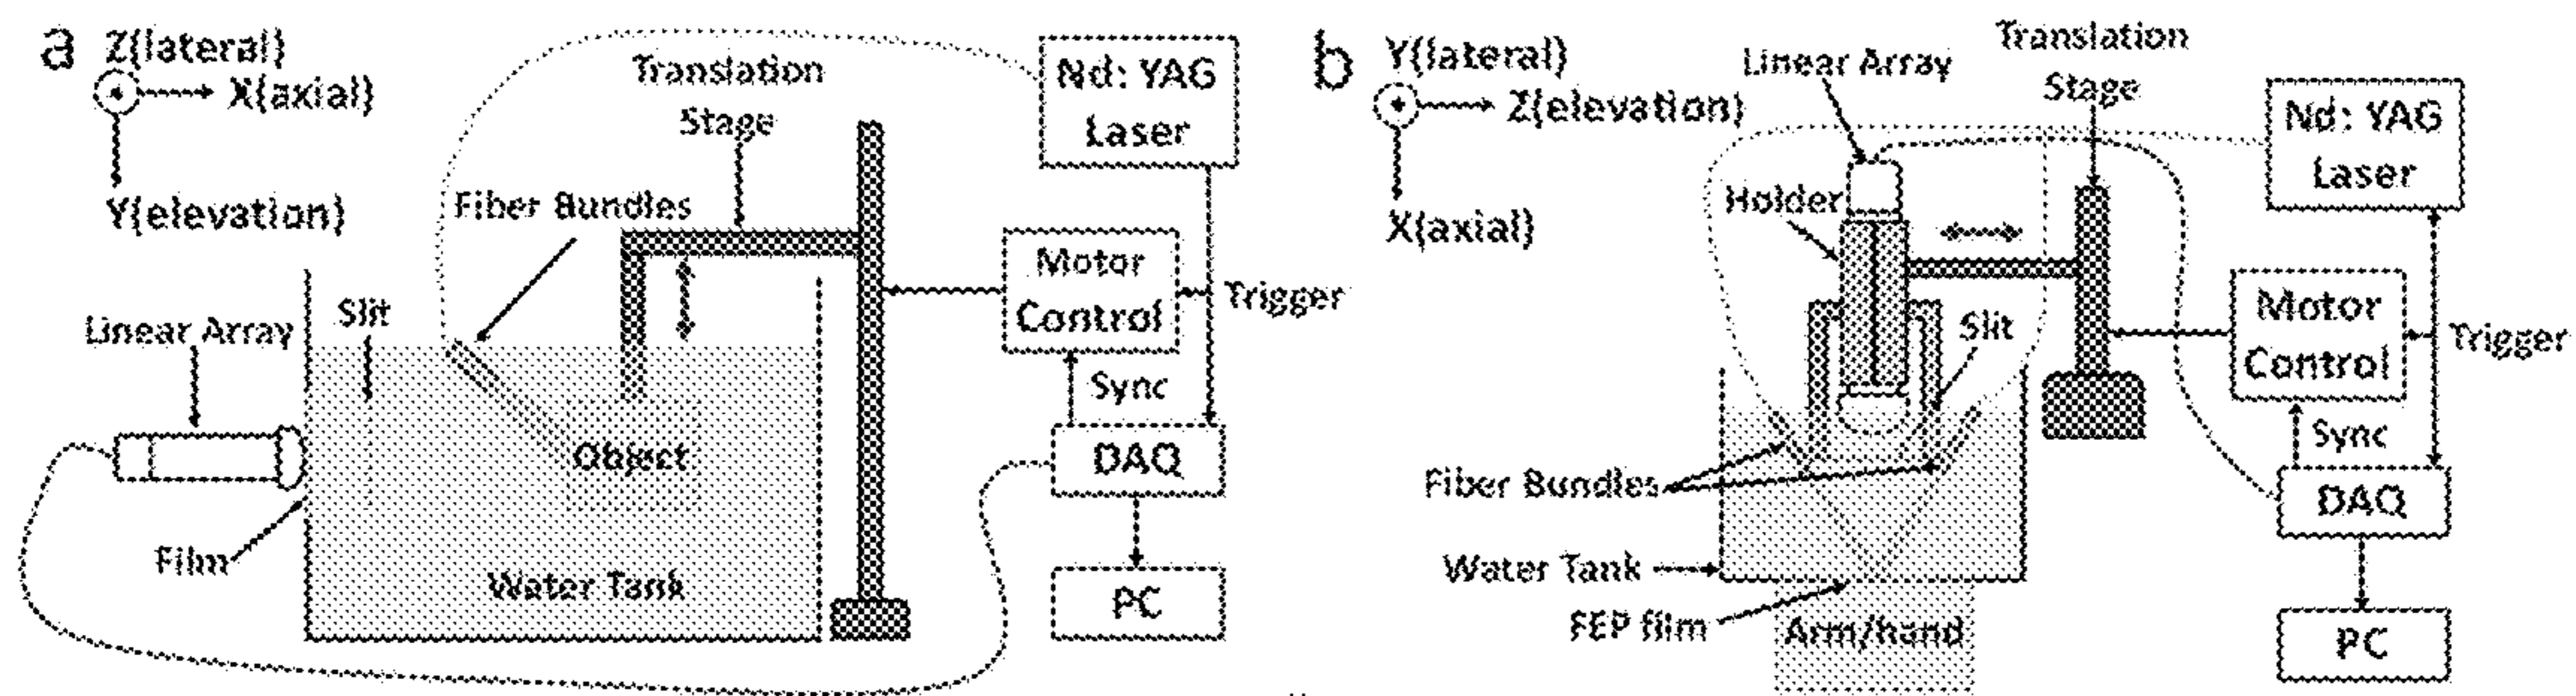 a
Z(lateral)
X(axial)
Y(elevation)
Translation
Stage
Fiber Bundles
Nd: YAG
Laser
Linear Array
Slit
Film
Object
Water Tank
Motor
Control
Trigger
Sync
DAQ
PC
b
Y(lateral)
Z(elevation)
X(axial)
Linear Array
Translation
Stage
Nd: YAG
Laser
Holder
Slit
Motor
Control
Trigger
Sync
Fiber Bundles
DAQ
Water Tank
FEP film
Arm/hand
PC